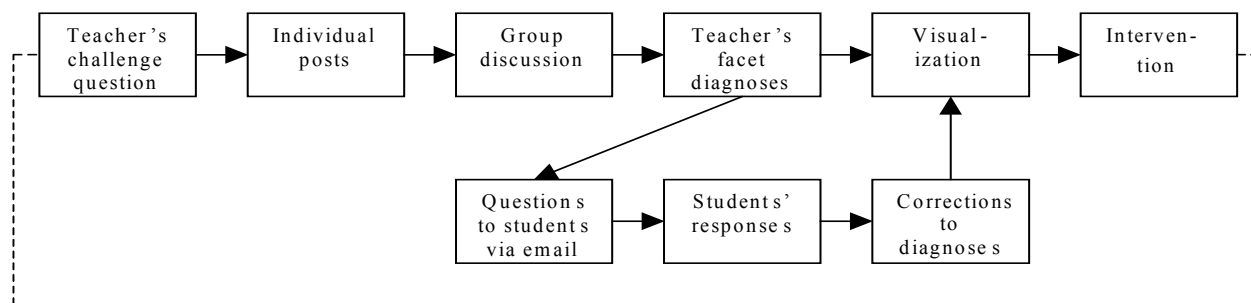 Teacher's
challenge
question
Individual
posts
Group
discussion
Teacher's
facet
diagnoses
Visual-
ization
Interven-
tion
Questions
to students
via email
Students'
responses
Corrections
to
diagnoses